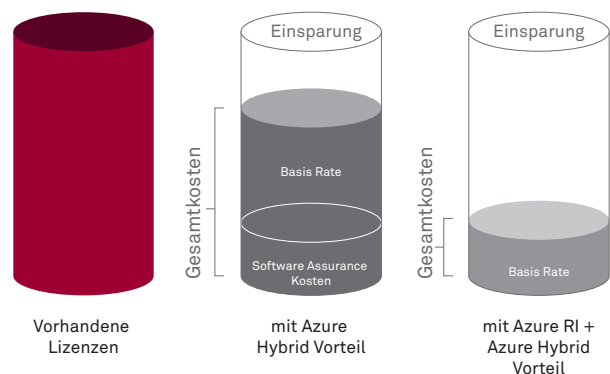 Einsparung
Einsparung
Gesamtkosten
Basis Rate
Software Assurance
Kosten
Gesamtkosten
Basis Rate
Vorhandene
Lizenzen
mit Azure
Hybrid Vorteil
mit Azure RI +
Azure Hybrid
Vorteil